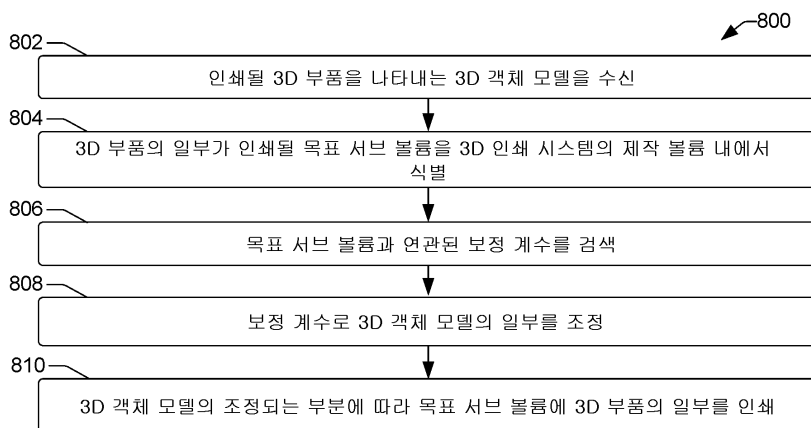 800
802
인쇄될 3D 부품을 나타내는 3D 객체 모델을 수신
804
3D 부품의 일부가 인쇄될 목표 서브 볼륨을 3D 인쇄 시스템의 제작 볼륨 내에서
식별
806
목표 서브 볼륨과 연관된 보정 계수를 검색
808
보정 계수로 3D 객체 모델의 일부를 조정
810
3D 객체 모델의 조정되는 부분에 따라 목표 서브 볼륨에 3D 부품의 일부를 인쇄